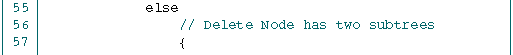 55 else
56 // Delete Node has two subtrees
57 {